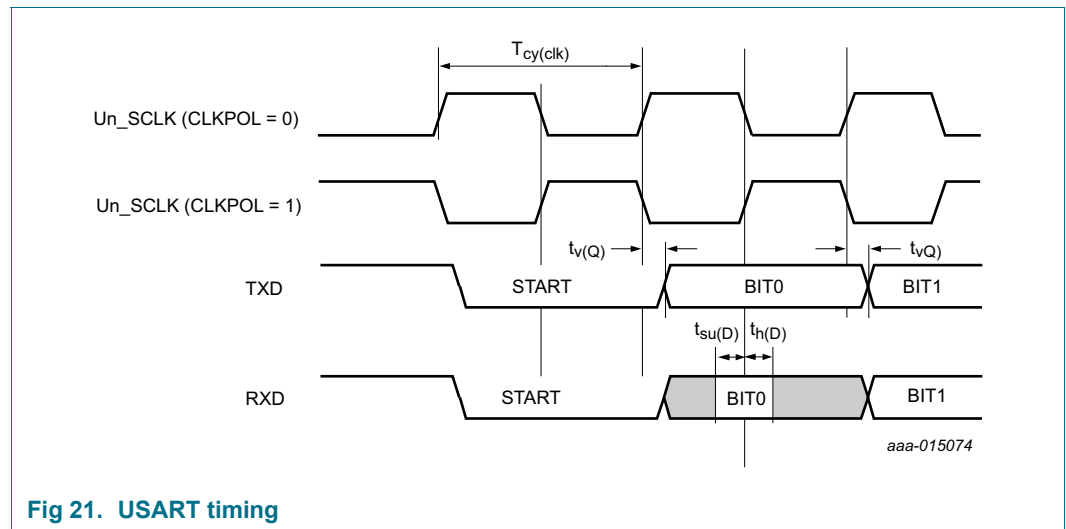 Tcy(clk)
Un_SCLK (CLKPOL = 0)
Un_SCLK (CLKPOL = 1)
tv(Q)
tvQ)
TXD
START
BIT0
BIT1
tsu(D)
th(D)
RXD
START
BIT0
BIT1
aaa-015074
Fig 21. USART timing